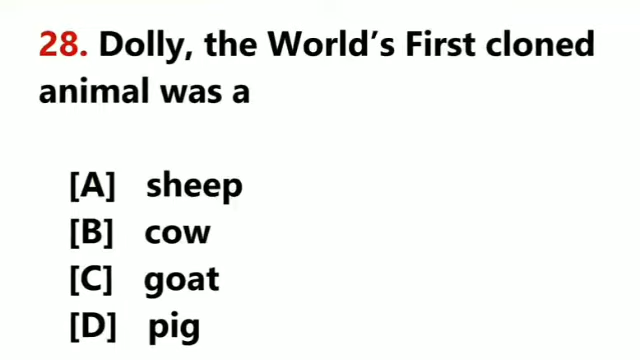 28. Dolly, the World's First cloned
animal was a
[A] sheep
[B] cow
[C] goat
[D] pig